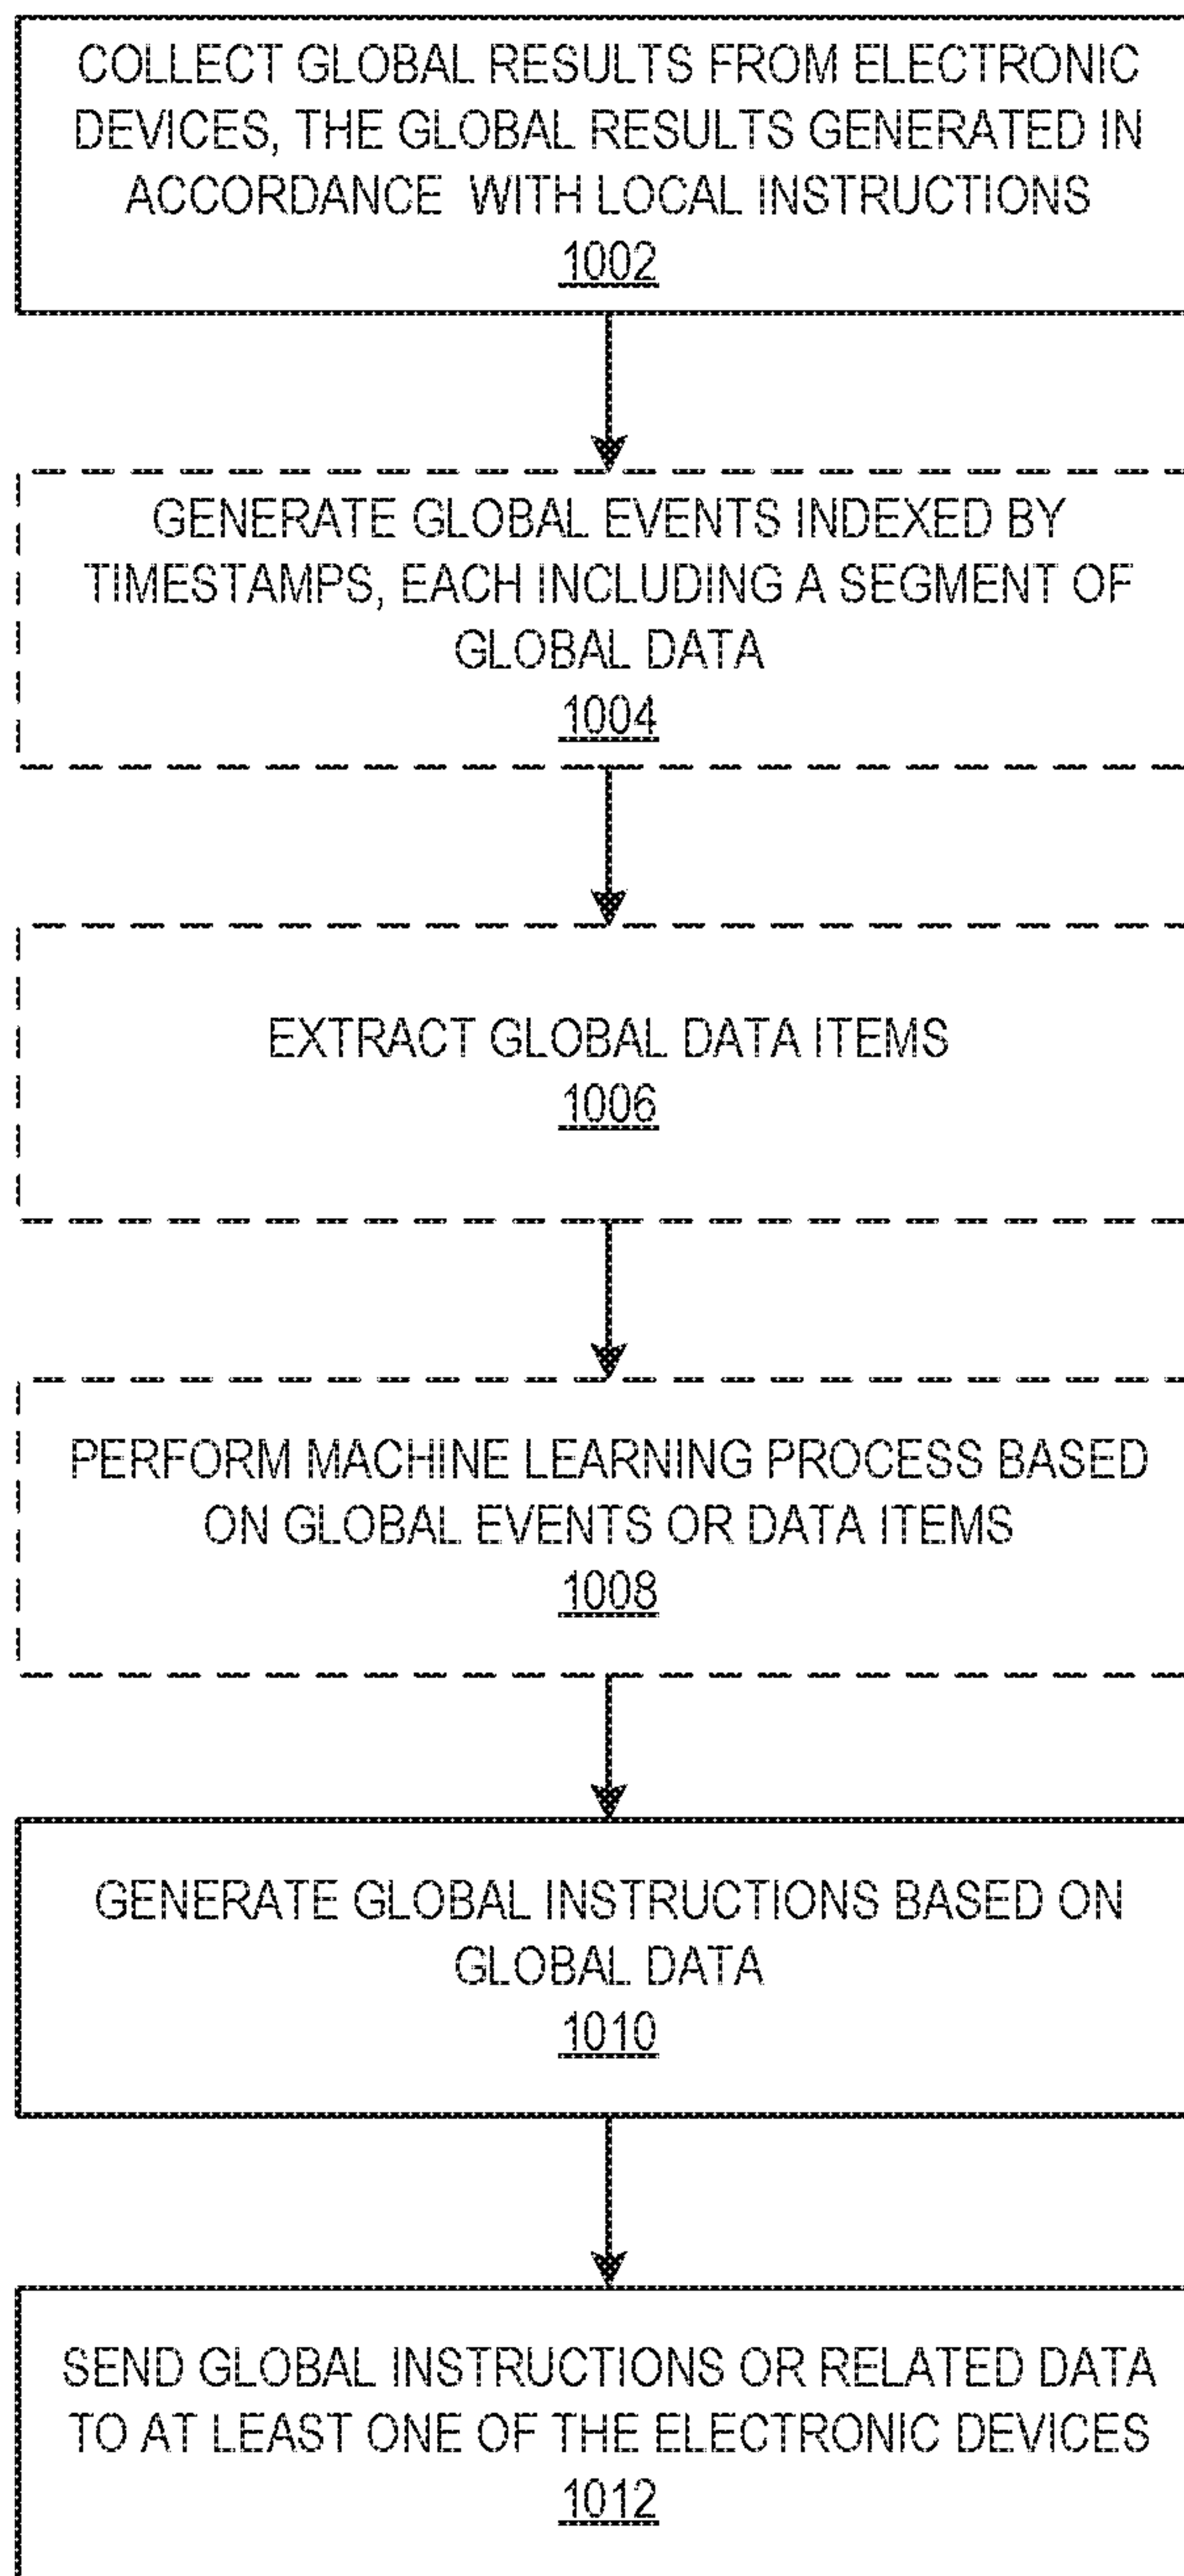 COLLECT GLOBAL RESULTS FROM ELECTRONIC
DEVICES, THE GLOBAL RESULTS GENERATED IN
ACCORDANCE WITH LOCAL INSTRUCTIONS
1002
GENERATE GLOBAL EVENTS INDEXED BY
TIMESTAMPS, EACH INCLUDING A SEGMENT OF
GLOBAL DATA
1004
EXTRACT GLOBAL DATA ITEMS
1006
PERFORM MACHINE LEARNING PROCESS BASED
ON GLOBAL EVENTS OR DATA ITEMS
1008
GENERATE GLOBAL INSTRUCTIONS BASED ON
GLOBAL DATA
1010
SEND GLOBAL INSTRUCTIONS OR RELATED DATA
TO AT LEAST ONE OF THE ELECTRONIC DEVICES
1012